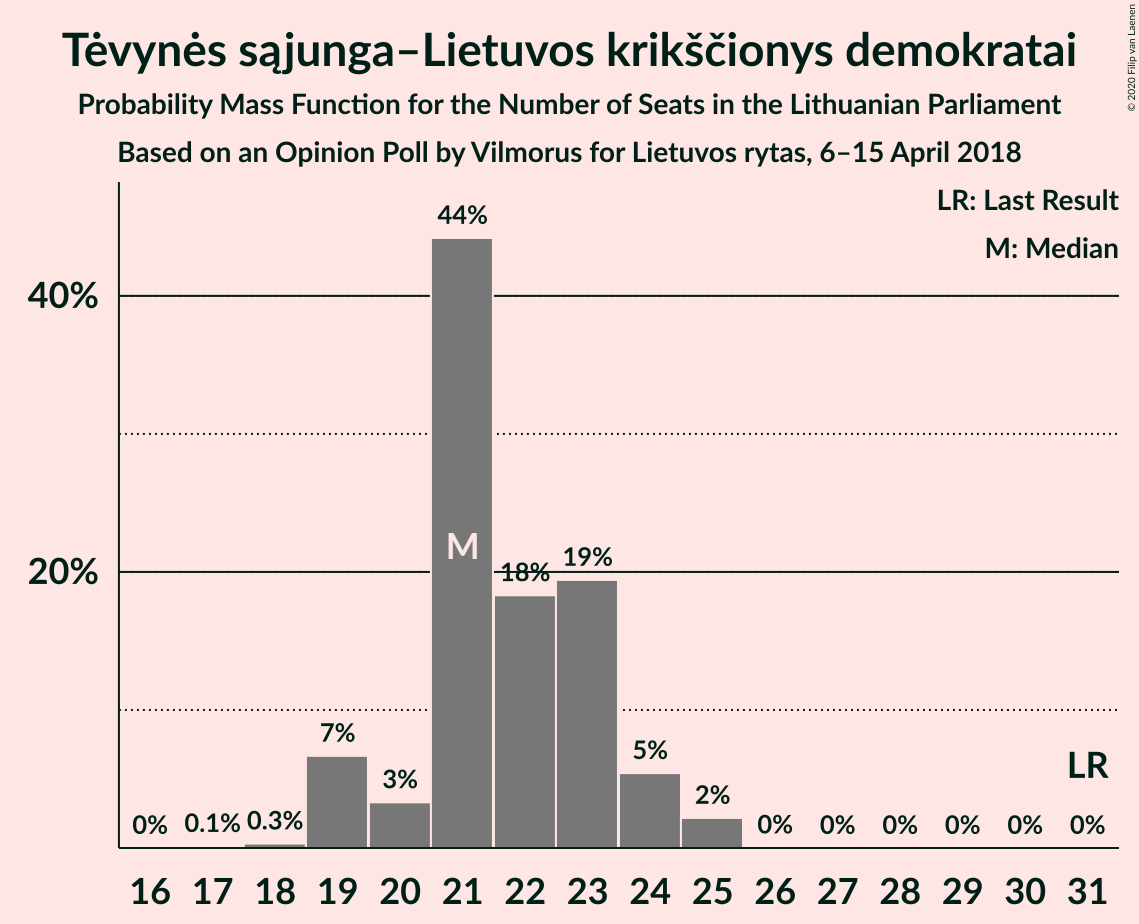 Tėvynės sąjunga–Lietuvos krikščionys demokratai
Probability Mass Function for the Number of Seats in the Lithuanian Parliament
Based on an Opinion Poll by Vilmorus for Lietuvos rytas, 6–15 April 2018
© 2020 Filip van Laenen
LR: Last Result
M: Median
40%
20%
0% 0.1% 0.3% 7% 3% 44% 18% 19% 5% 2% 0% 0% 0% 0% 0% 0%
M
LR
16 17 18 19 20 21 22 23 24 25 26 27 28 29 30 31